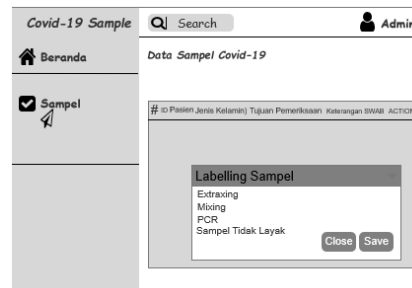 Covid-19 Sample
Search
Admin
Beranda
Data Sampel Covid-19
Sampel
# ID Pasien Jenis Kelamin) Tujuan Pemeriksaan Keterangan SWAB ACTION
Labelling Sampel
Extraxing
Mixing
PCR
Sampel Tidak Layak
Close Save